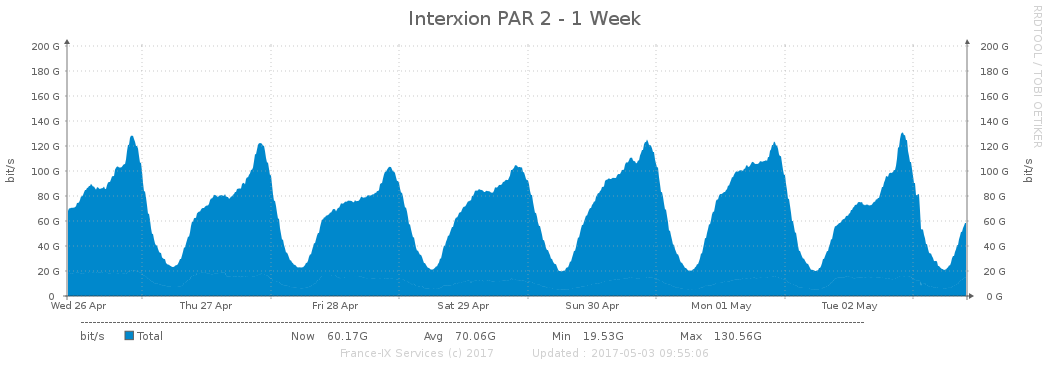 Interxion PAR 2 - 1 Week
RRDTOOL / TOBI OETIKER
bit/s
200 G 200 G
180 G 180 G
160 G 160 G
140 G 140 G
120 G 120 G
100 G 100 G
80 G 80 G
60 G 60 G
40 G 40 G
20 G 20 G
0 0 G
bit/s
Wed 26 Apr Thu 27 Apr Fri 28 Apr Sat 29 Apr Sun 30 Apr Mon 01 May Tue 02 May
bit/s Total Now 60.17G Avg 70.06G Min 19.53G Max 130.56G
France-IX Services (c) 2017 Updated : 2017-05-03 09:55:06